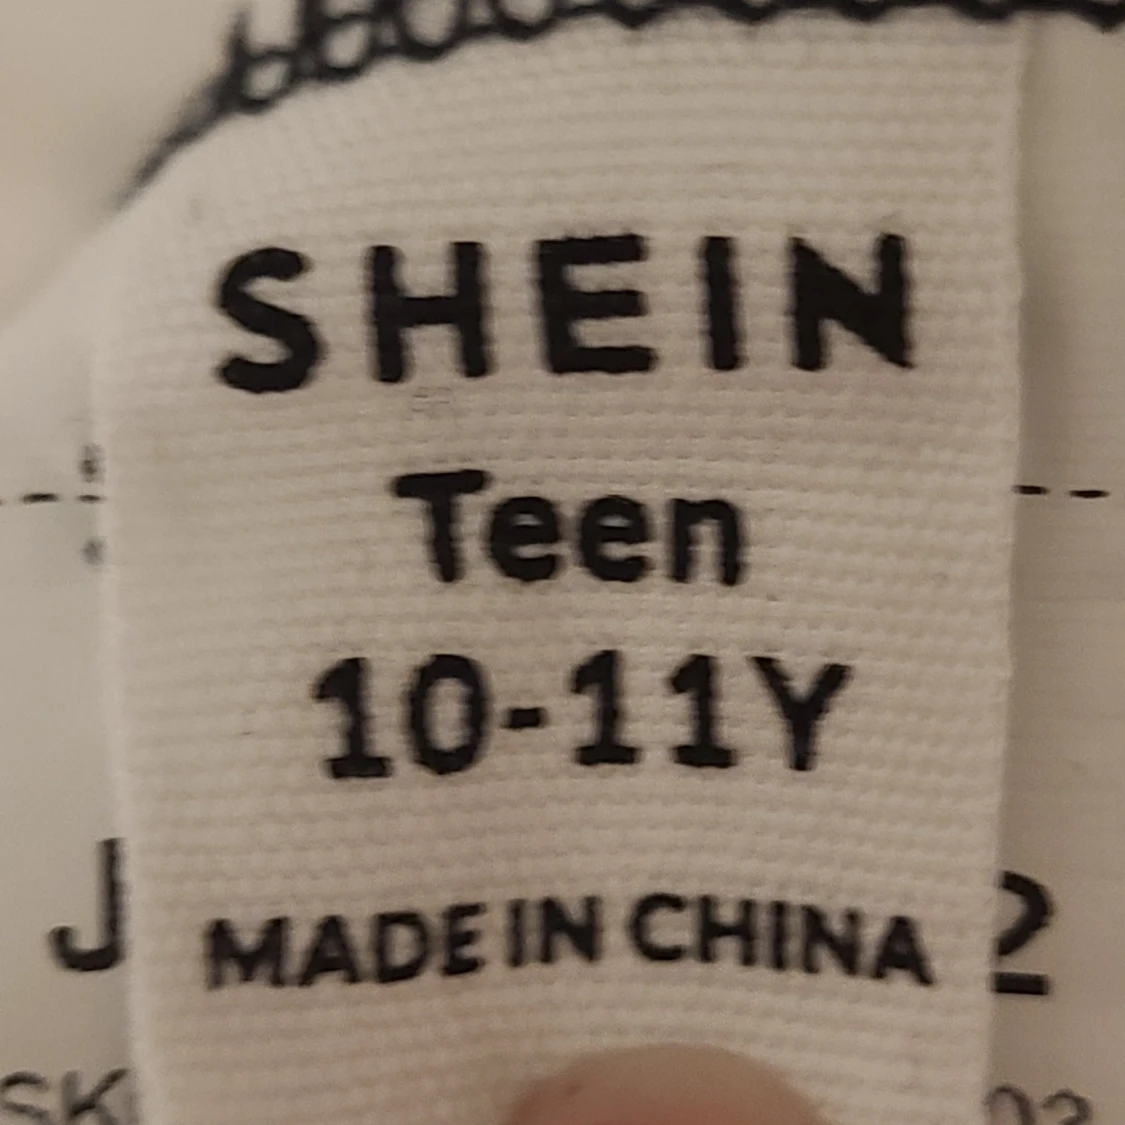 SHEIN
Teen
10-11Y
MADE IN CHINA